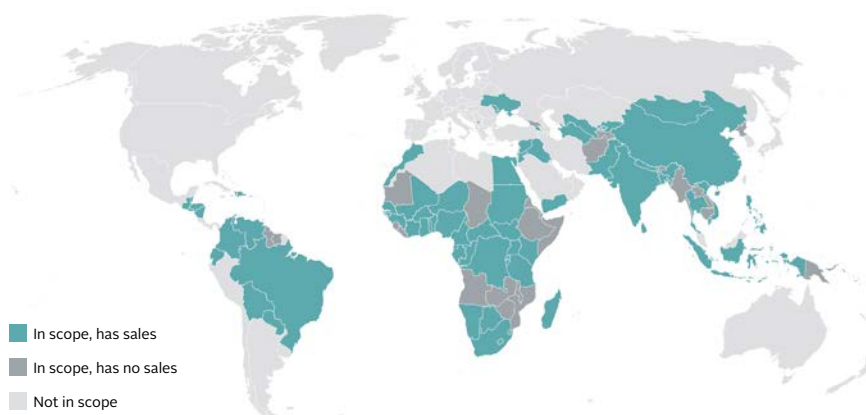 In scope, has sales
In scope, has no sales
Not in scope